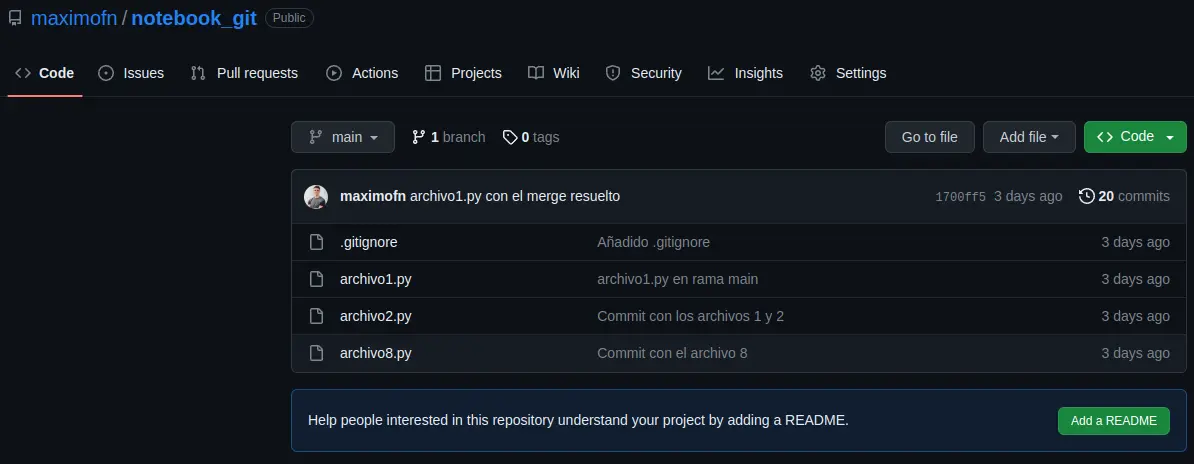 maximofn / notebook_git Public
Code Issues Pull requests Actions Projects Wiki Security Insights Settings
main 1 branch 0 tags Go to file Add file Code
maximofn archivo1.py con el merge resuelto 1700ff5 3 days ago 20 commits
.gitignore Añadido .gitignore 3 days ago
archivo1.py archivo1.py en rama main 3 days ago
archivo2.py Commit con los archivos 1 y 2 3 days ago
archivo8.py Commit con el archivo 8 3 days ago
Help people interested in this repository understand your project by adding a README. Add a README